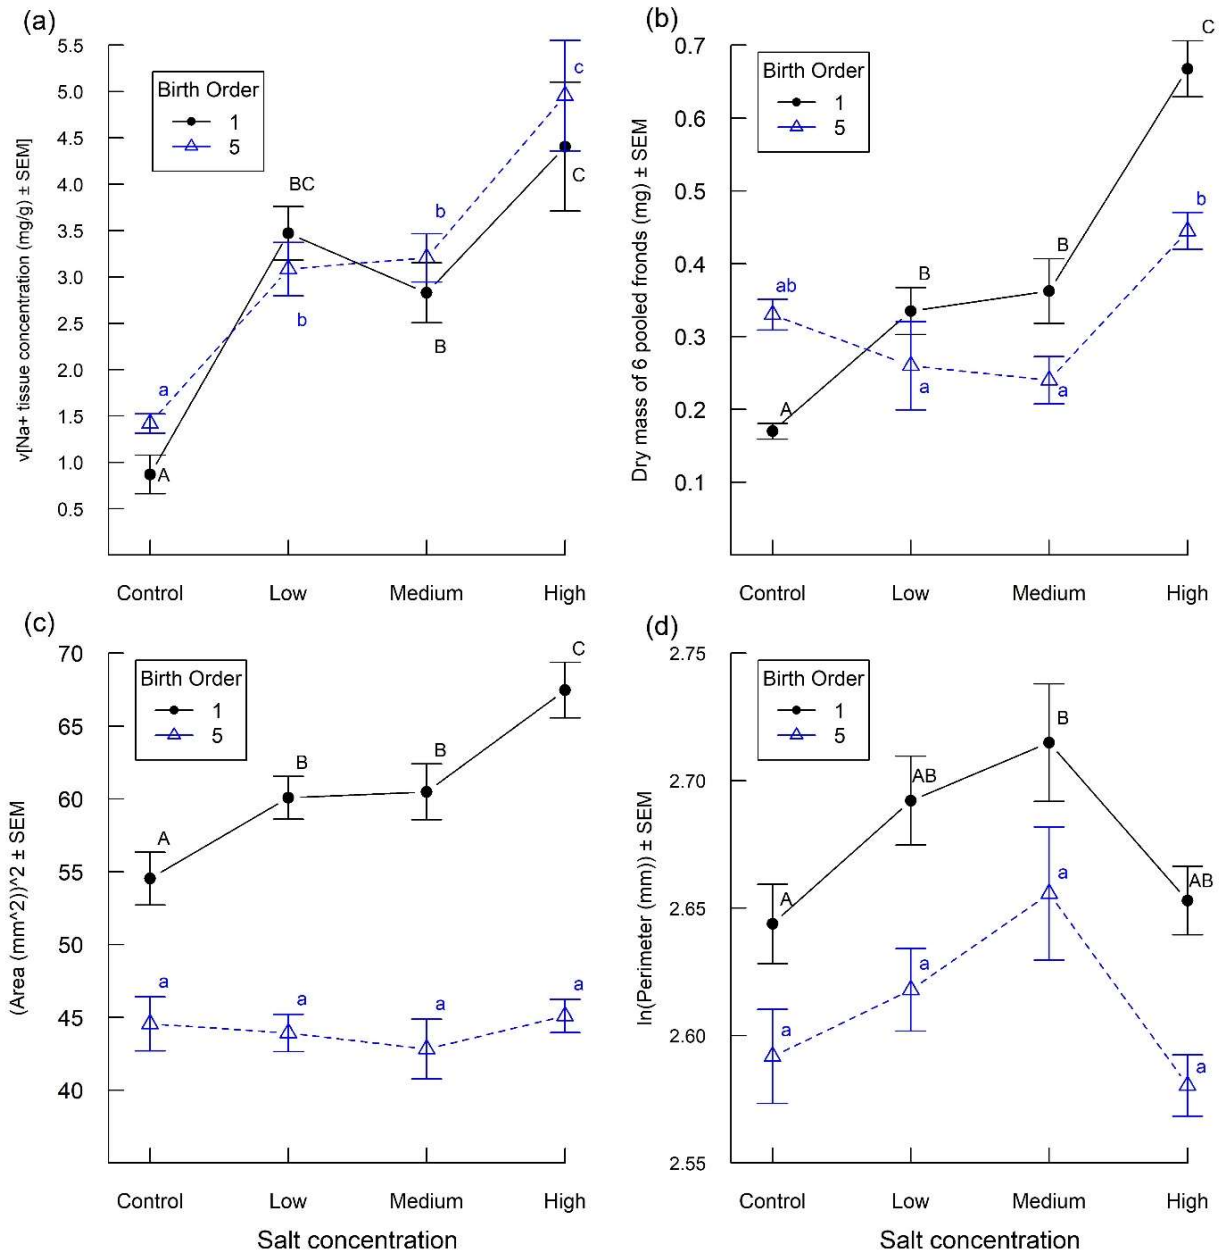 (a)
v[Na+ tissue concentration (mg/g) ± SEM]
5.5
5.0
4.5
4.0
3.5
3.0
2.5
2.0
1.5
1.0
0.5
Birth Order
1
5
A
a
BC
b
b
B
c
C
Control Low Medium High
(b)
Dry mass of 6 pooled fronds (mg) ± SEM
0.7
0.6
0.5
0.4
0.3
0.2
0.1
Birth Order
1
5
ab
A
B
a
B
a
C
b
Control Low Medium High
(c)
(Area (mm^2))^2 ± SEM
70
65
60
55
50
45
40
Birth Order
1
5
A
a
B
a
B
a
C
a
Control Low Medium High
Salt concentration
(d)
ln(Perimeter (mm)) ± SEM
2.75
2.70
2.65
2.60
2.55
Birth Order
1
5
A
a
AB
a
B
a
AB
a
Control Low Medium High
Salt concentration